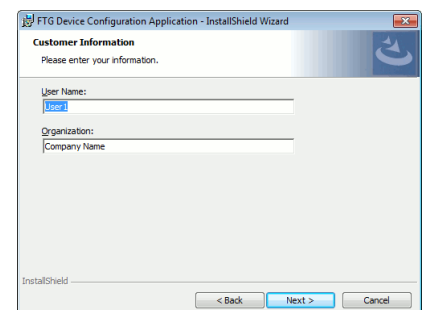 FTG Device Configuration Application - InstallShield Wizard
Customer Information
Please enter your information.
User Name:
User1
Organization:
Company Name
InstallShield
< Back Next > Cancel